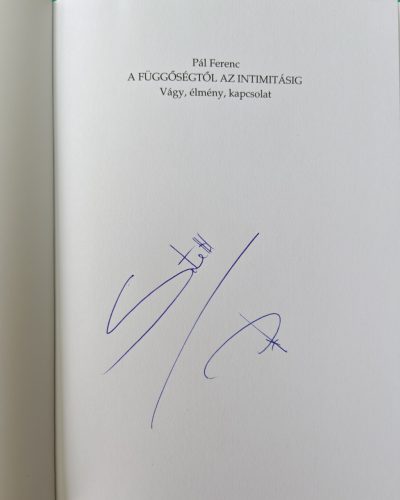 Pál Ferenc
A FÜGGŐSÉGTŐL AZ INTIMITÁSIG
Vágy, élmény, kapcsolat